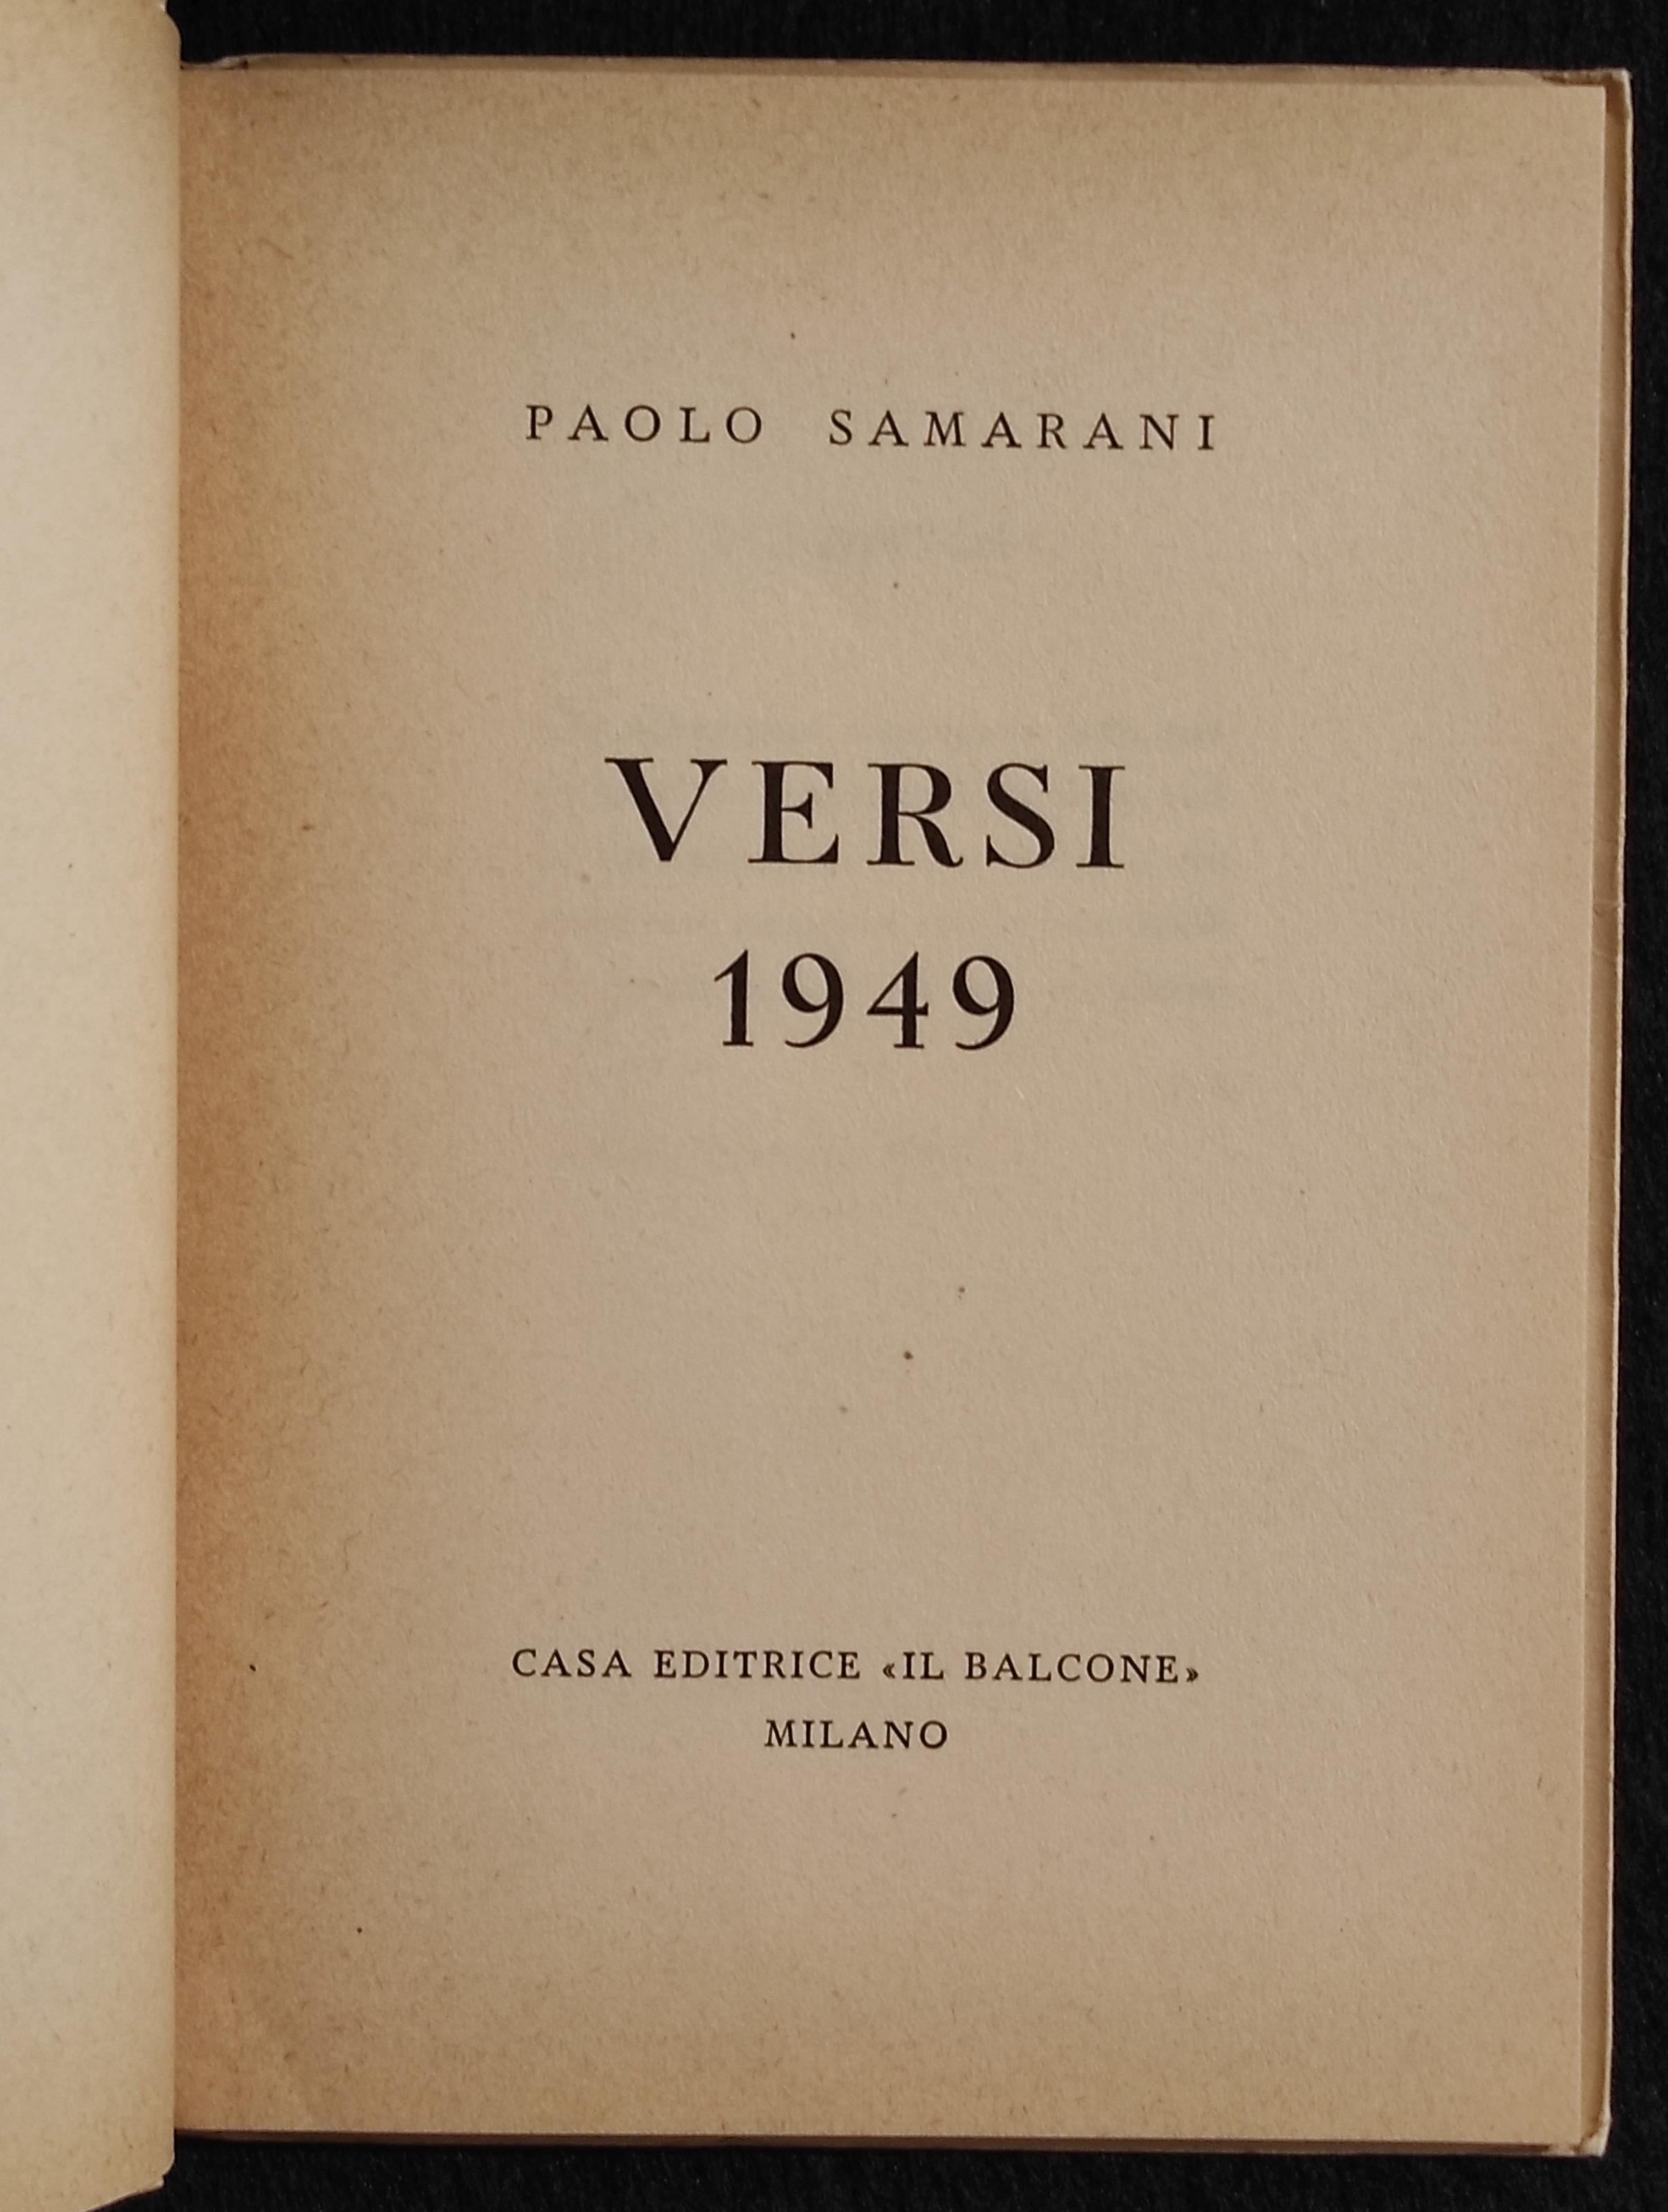 PAOLO SAMARANI
VERSI
1949
CASA EDITRICE «IL BALCONE»
MILANO